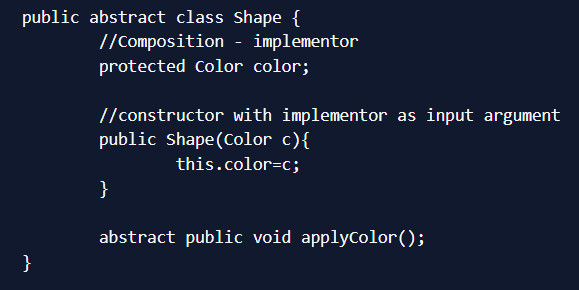 public abstract class Shape {
//Composition - implementor
protected Color color;
//constructor with implementor as input argument
public Shape(Color c){
this.color=c;
}
abstract public void applyColor();
}